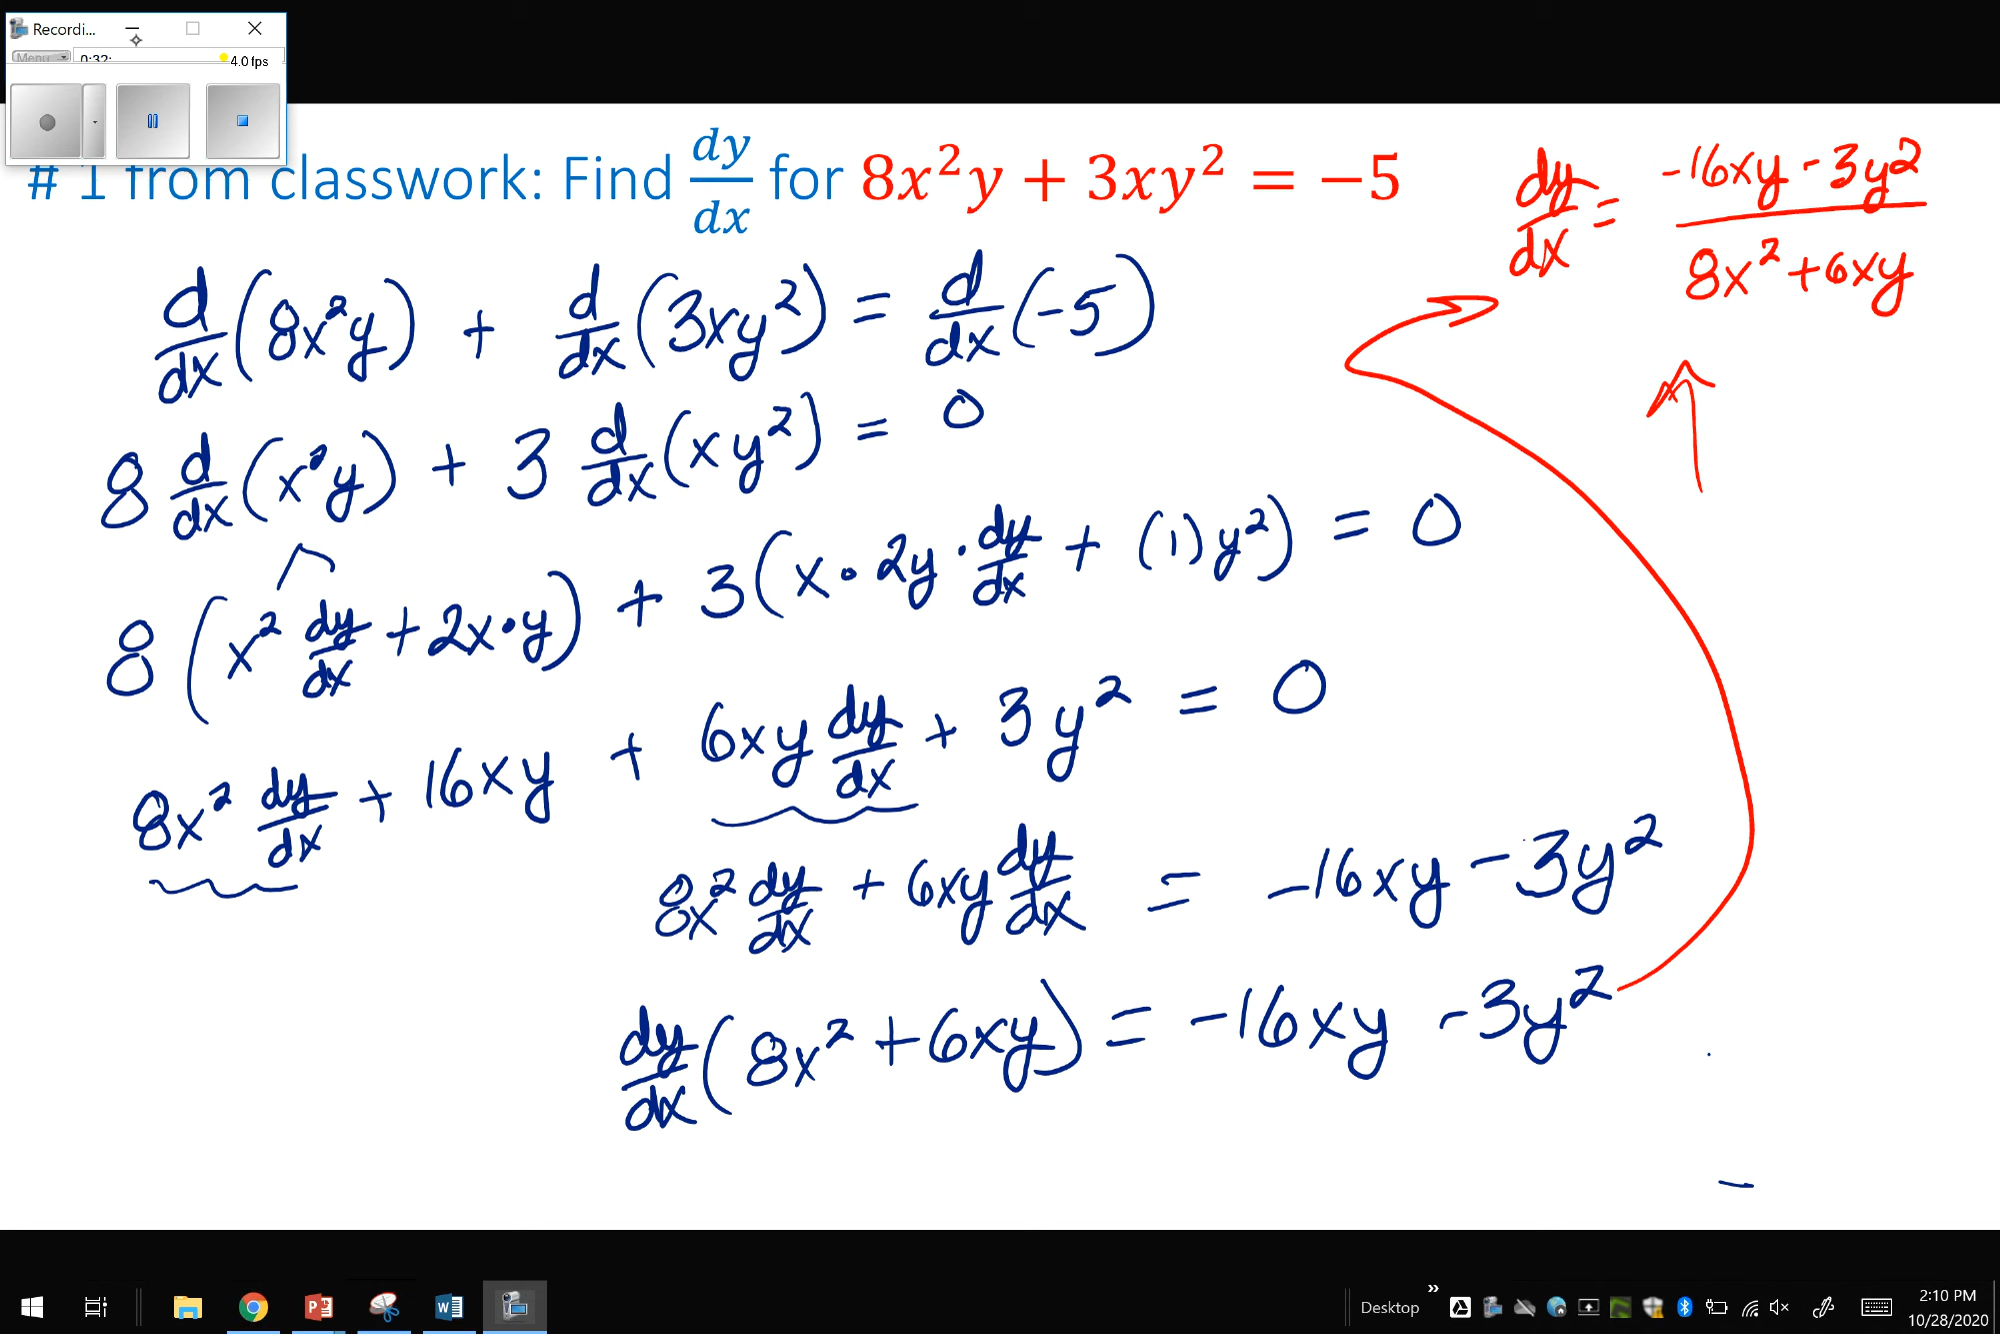 Recordi...
Menu
0:32:
4.0 fps
# 1 from classwork: Find dy/dx for 8x²y + 3xy² = −5
dy/dx = (-16xy - 3y²)/(8x² + 6xy)
d/dx(8x²y) + d/dx(3xy²) = d/dx(-5)
8 d/dx(x²y) + 3 d/dx(xy²) = 0
8(x² dy/dx + 2x•y) + 3(x•2y•dy/dx + (1)y²) = 0
8x² dy/dx + 16xy + 6xy dy/dx + 3y² = 0
8x² dy/dx + 6xy dy/dx = -16xy - 3y²
dy/dx(8x² + 6xy) = -16xy - 3y²
Desktop
2:10 PM
10/28/2020